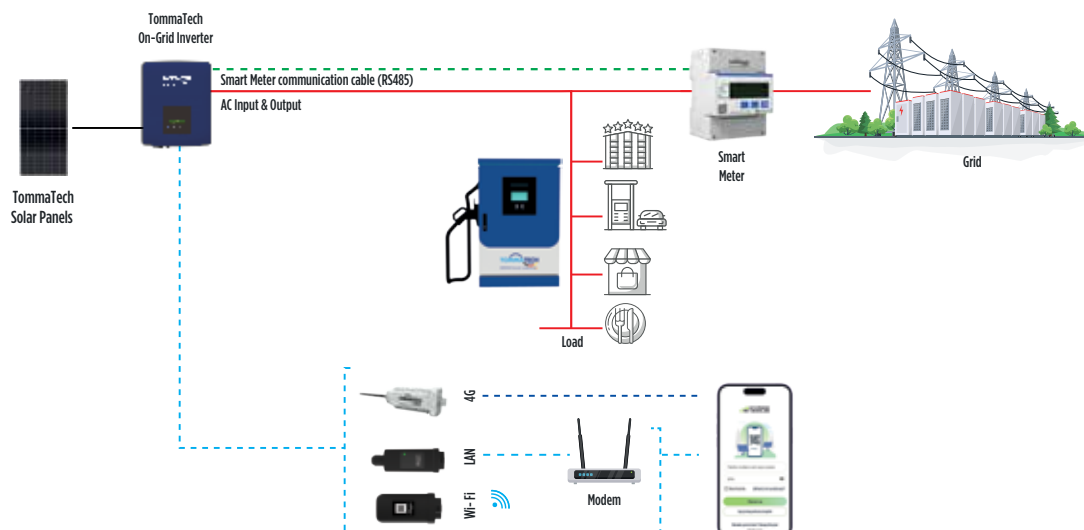 TommaTech
On-Grid Inverter
Smart Meter communication cable (RS485)
AC Input & Output
TommaTech
Solar Panels
Smart
Meter
Grid
TOMMATECH
Load
4G
LAN
Wi-Fi
Modem